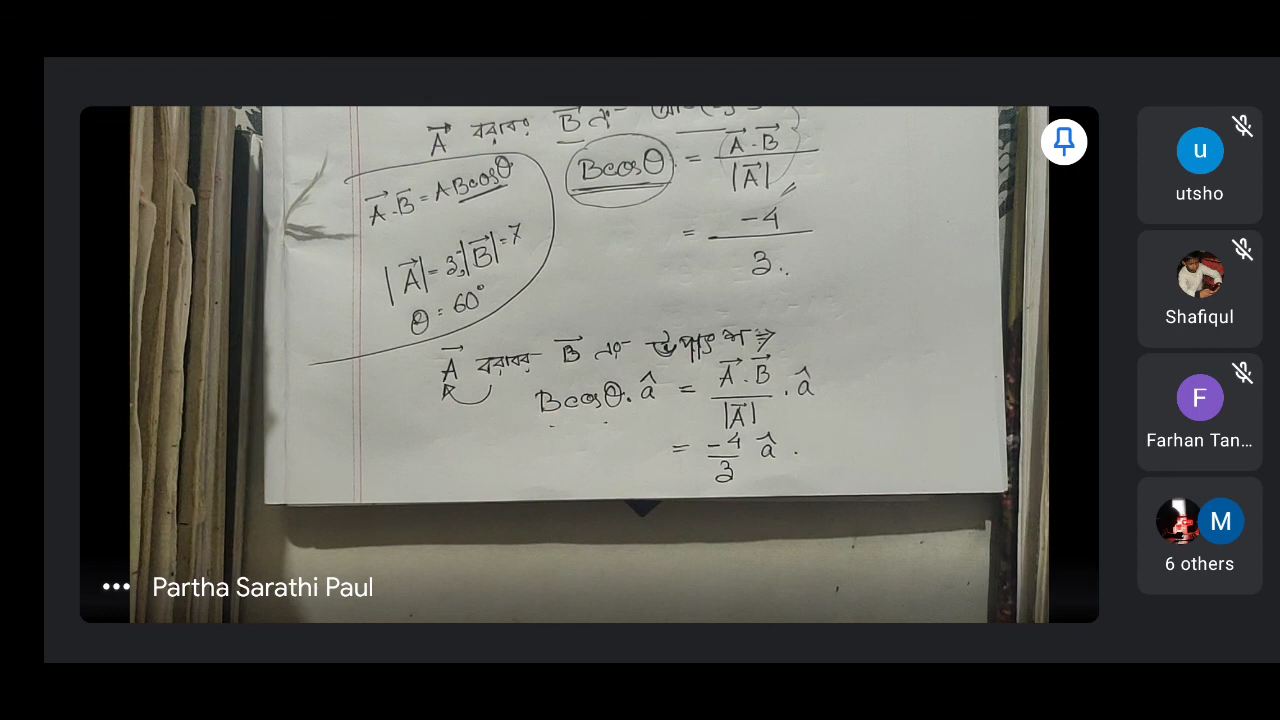 A⃗ বরাবর B⃗ এর
Bcosθ = A⃗.B⃗ / |A⃗|
A⃗.B⃗ = ABcosθ
= -4 / 3.
|A⃗| = 3, |B⃗| = 7
θ = 60°
A⃗ বরাবর B⃗ এর উপাংশ ⇒
Bcosθ. â = A⃗.B⃗ / |A⃗| . â
= -4/3 â .
Partha Sarathi Paul
u
utsho
Shafiqul
F
Farhan Tan...
M
6 others